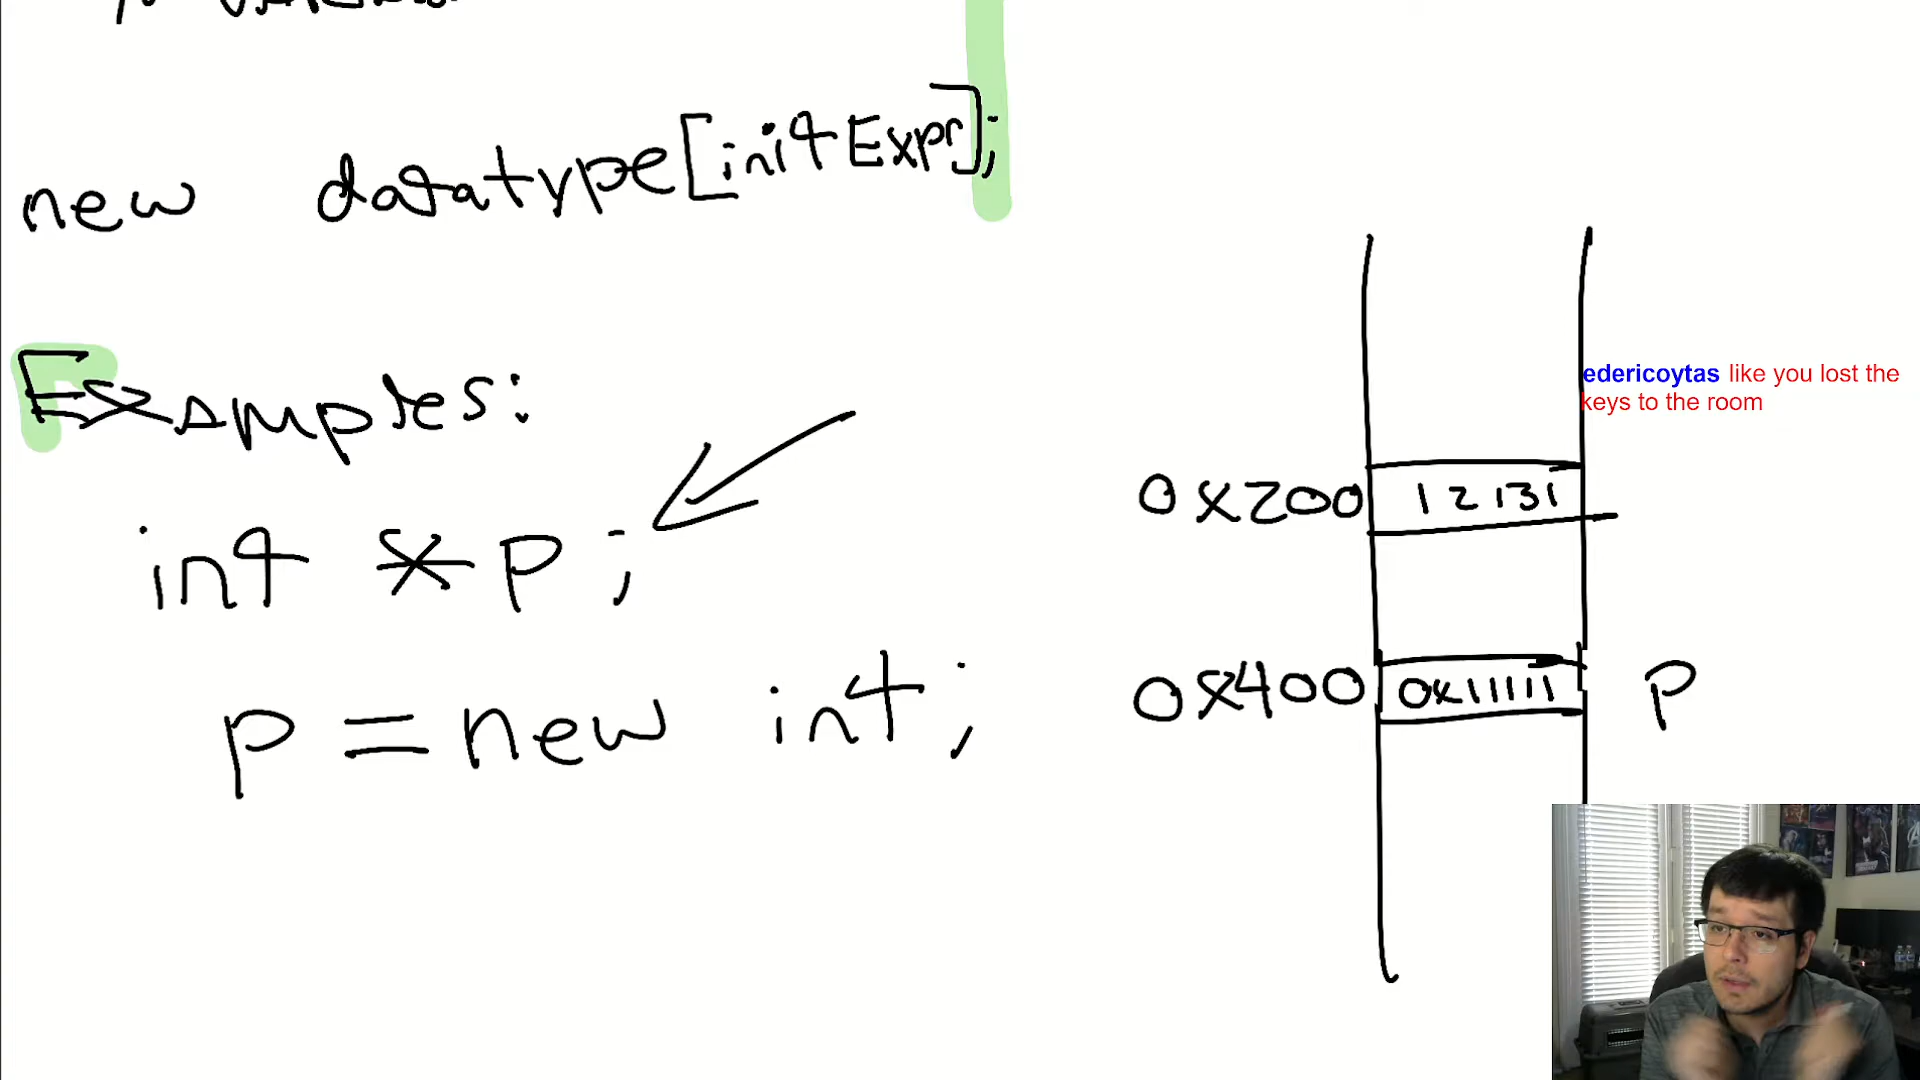 new datatype[initExpr];
Examples:
int *p;
p = new int;
edericoytas like you lost the
keys to the room
0x200 12131
0x400 0x11111 p